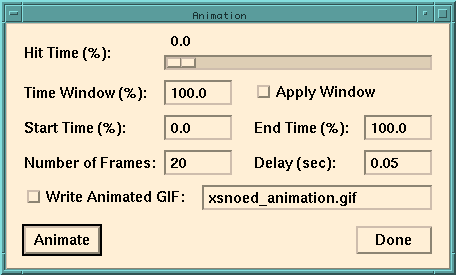 Animation
0.0
Hit Time (%):
Time Window (%): 100.0 Apply Window
Start Time (%): 0.0 End Time (%): 100.0
Number of Frames: 20 Delay (sec): 0.05
Write Animated GIF: xsnoed_animation.gif
Animate Done